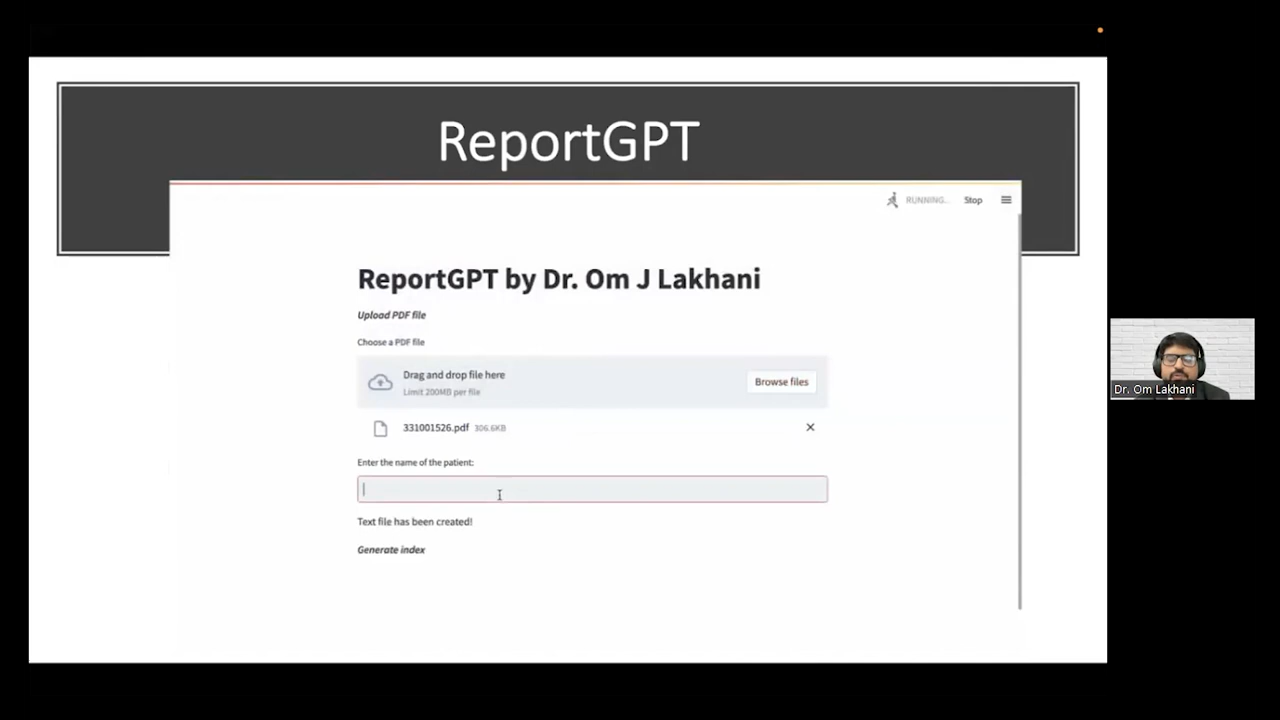 ReportGPT
RUNNING...
Stop
ReportGPT by Dr. Om J Lakhani
Upload PDF file
Choose a PDF file
Drag and drop file here
Limit 200MB per file
Browse files
331001526.pdf 306.6KB
Enter the name of the patient:
Text file has been created!
Generate index
Dr. Om Lakhani